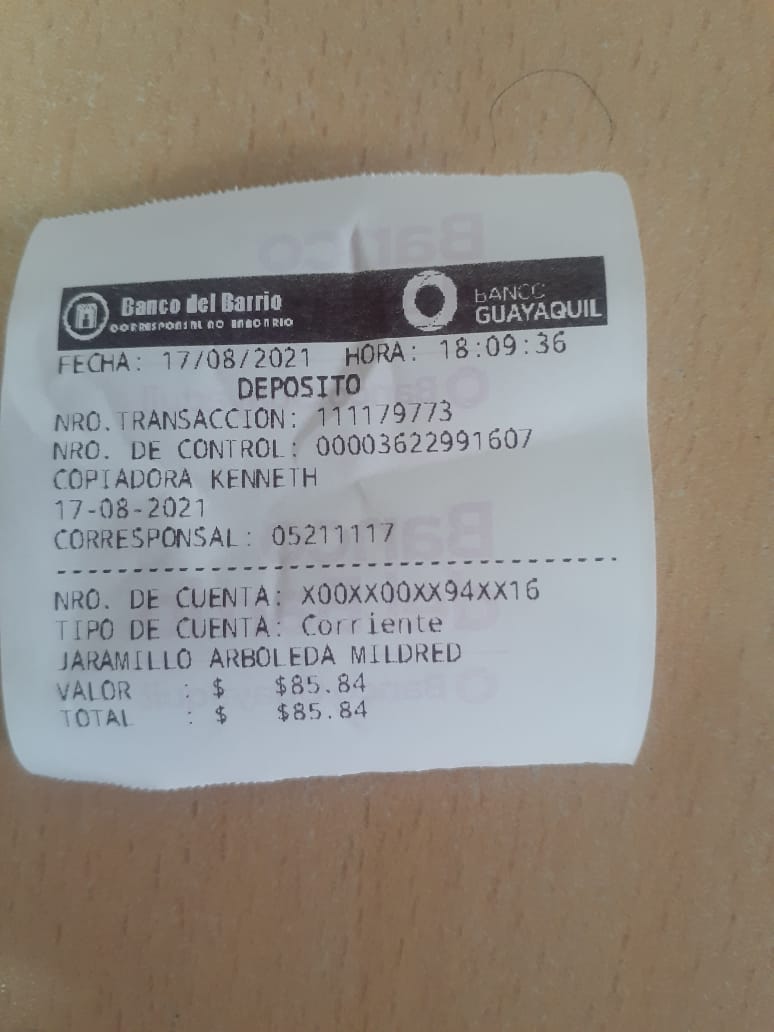 Banco del Barrio
CORRESPONSAL NO BANCARIO
BANCO
GUAYAQUIL
FECHA: 17/08/2021 HORA: 18:09:36
DEPOSITO
NRO.TRANSACCION: 111179773
NRO. DE CONTROL: 00003622991607
COPIADORA KENNETH
17-08-2021
CORRESPONSAL: 05211117
NRO. DE CUENTA: X00XX00XX94XX16
TIPO DE CUENTA: Corriente
JARAMILLO ARBOLEDA MILDRED
VALOR : $ $85.84
TOTAL : $ $85.84